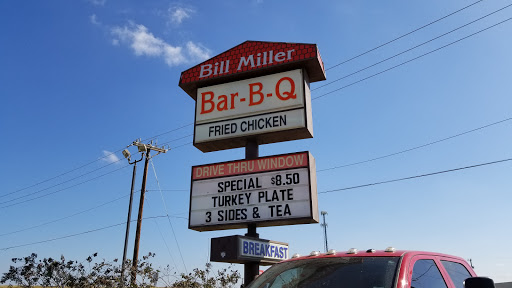 Bill Miller
Bar-B-Q
FRIED CHICKEN
DRIVE THRU WINDOW
SPECIAL $8.50
TURKEY PLATE
3 SIDES & TEA
BREAKFAST